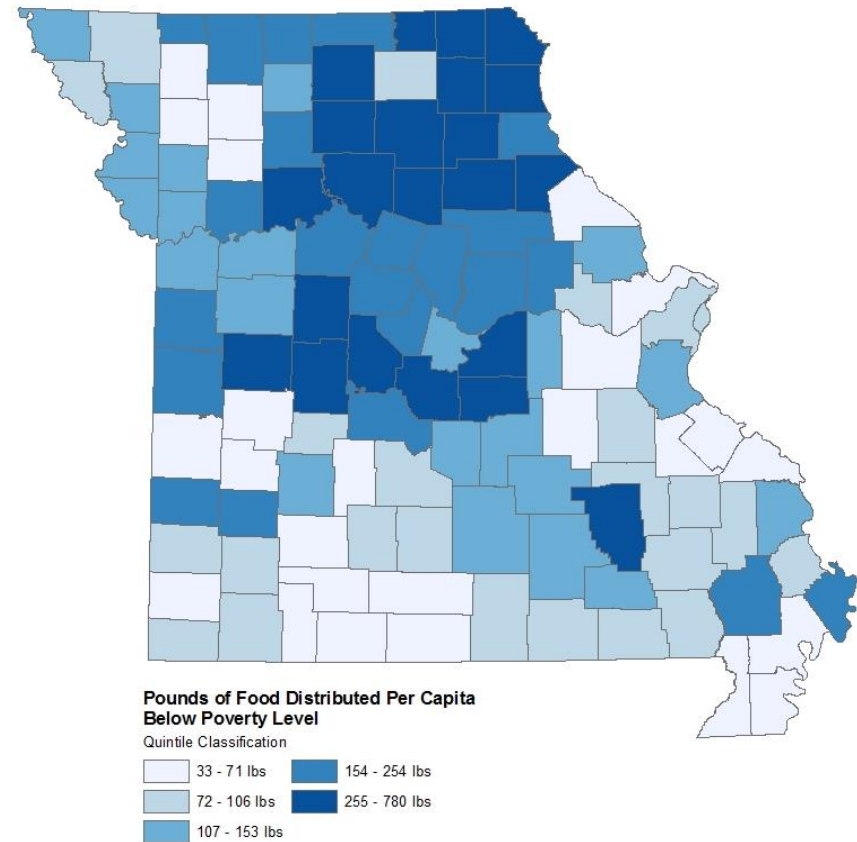 Pounds of Food Distributed Per Capita
Below Poverty Level
Quintile Classification
33 - 71 lbs
154 - 254 lbs
72 - 106 lbs
255 - 780 lbs
107 - 153 lbs